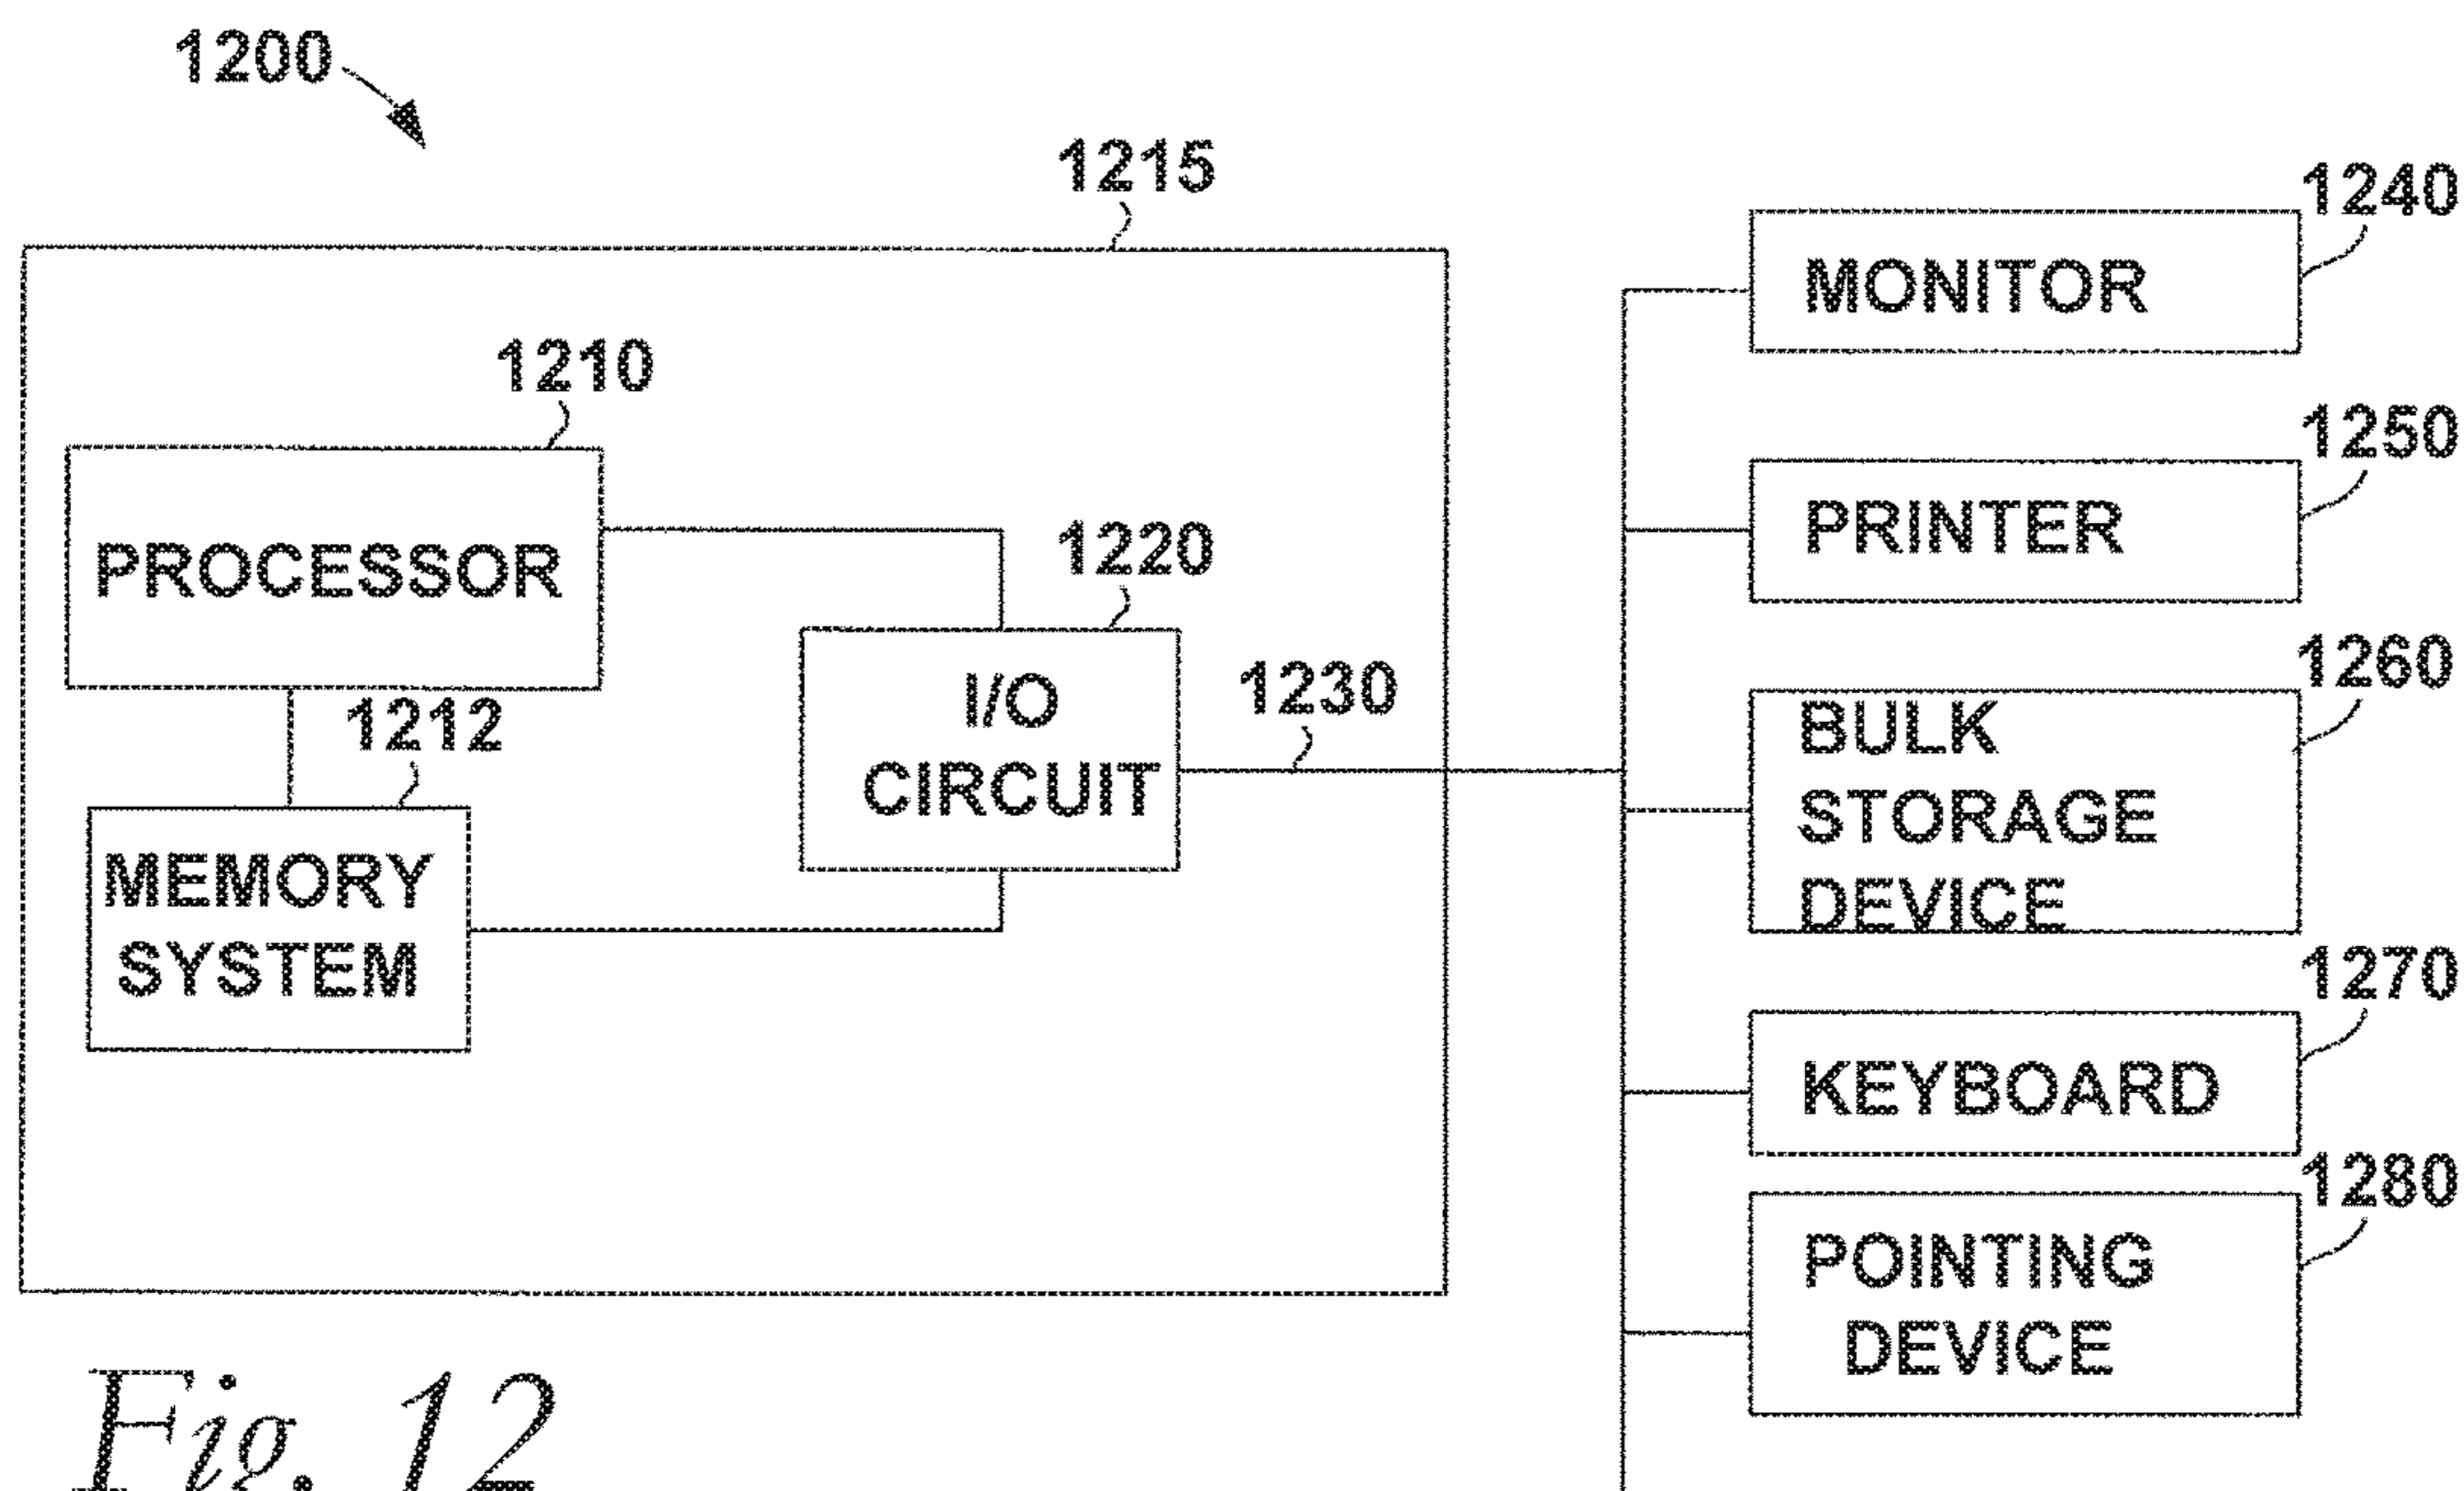 1200
1215
1210
PROCESSOR
1212
MEMORY
SYSTEM
1220
I/O
CIRCUIT
1230
1240
MONITOR
1250
PRINTER
1260
BULK
STORAGE
DEVICE
1270
KEYBOARD
1280
POINTING
DEVICE
Fig. 12